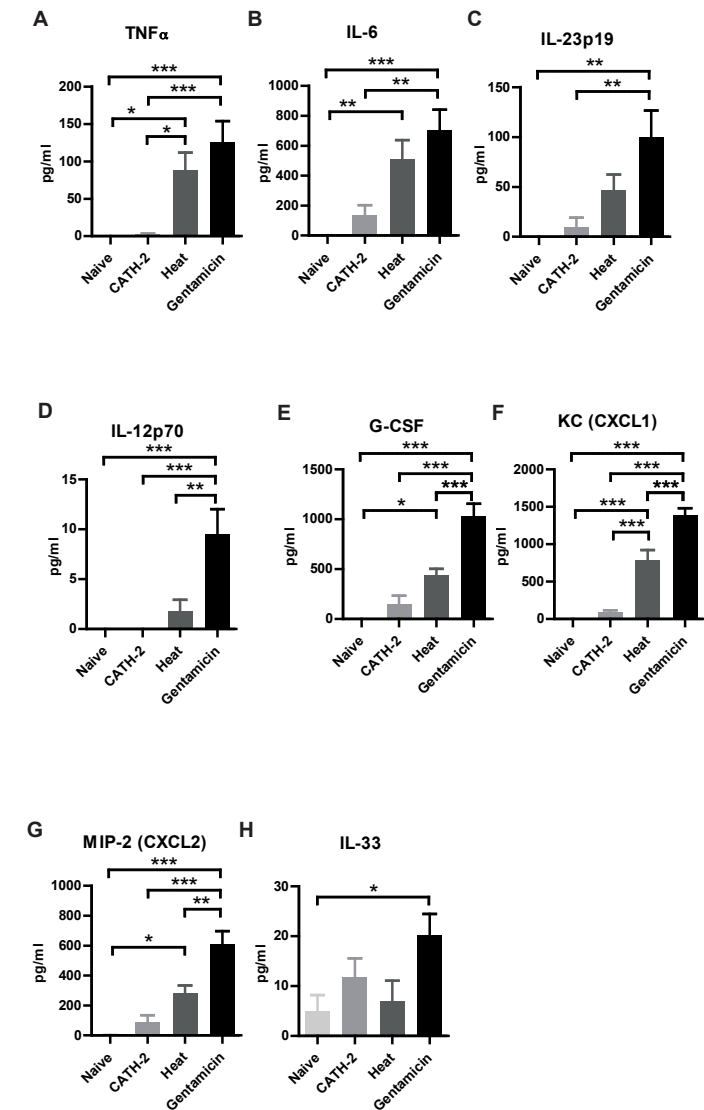 A
TNFα
***
***
*
*
200
150
100
50
0
pg/ml
Naive
CATH-2
Heat
Gentamicin
B
IL-6
***
**
**
1000
800
600
400
200
0
pg/ml
Naive
CATH-2
Heat
Gentamicin
C
IL-23p19
**
**
150
100
50
0
pg/ml
Naive
CATH-2
Heat
Gentamicin
D
IL-12p70
***
***
**
15
10
5
0
pg/ml
Naive
CATH-2
Heat
Gentamicin
E
G-CSF
***
***
***
*
1500
1000
500
0
pg/ml
Naive
CATH-2
Heat
Gentamicin
F
KC (CXCL1)
***
***
***
***
***
2000
1500
1000
500
0
pg/ml
Naive
CATH-2
Heat
Gentamicin
G
MIP-2 (CXCL2)
***
***
**
*
1000
800
600
400
200
0
pg/ml
Naive
CATH-2
Heat
Gentamicin
H
IL-33
*
30
20
10
0
pg/ml
Naive
CATH-2
Heat
Gentamicin